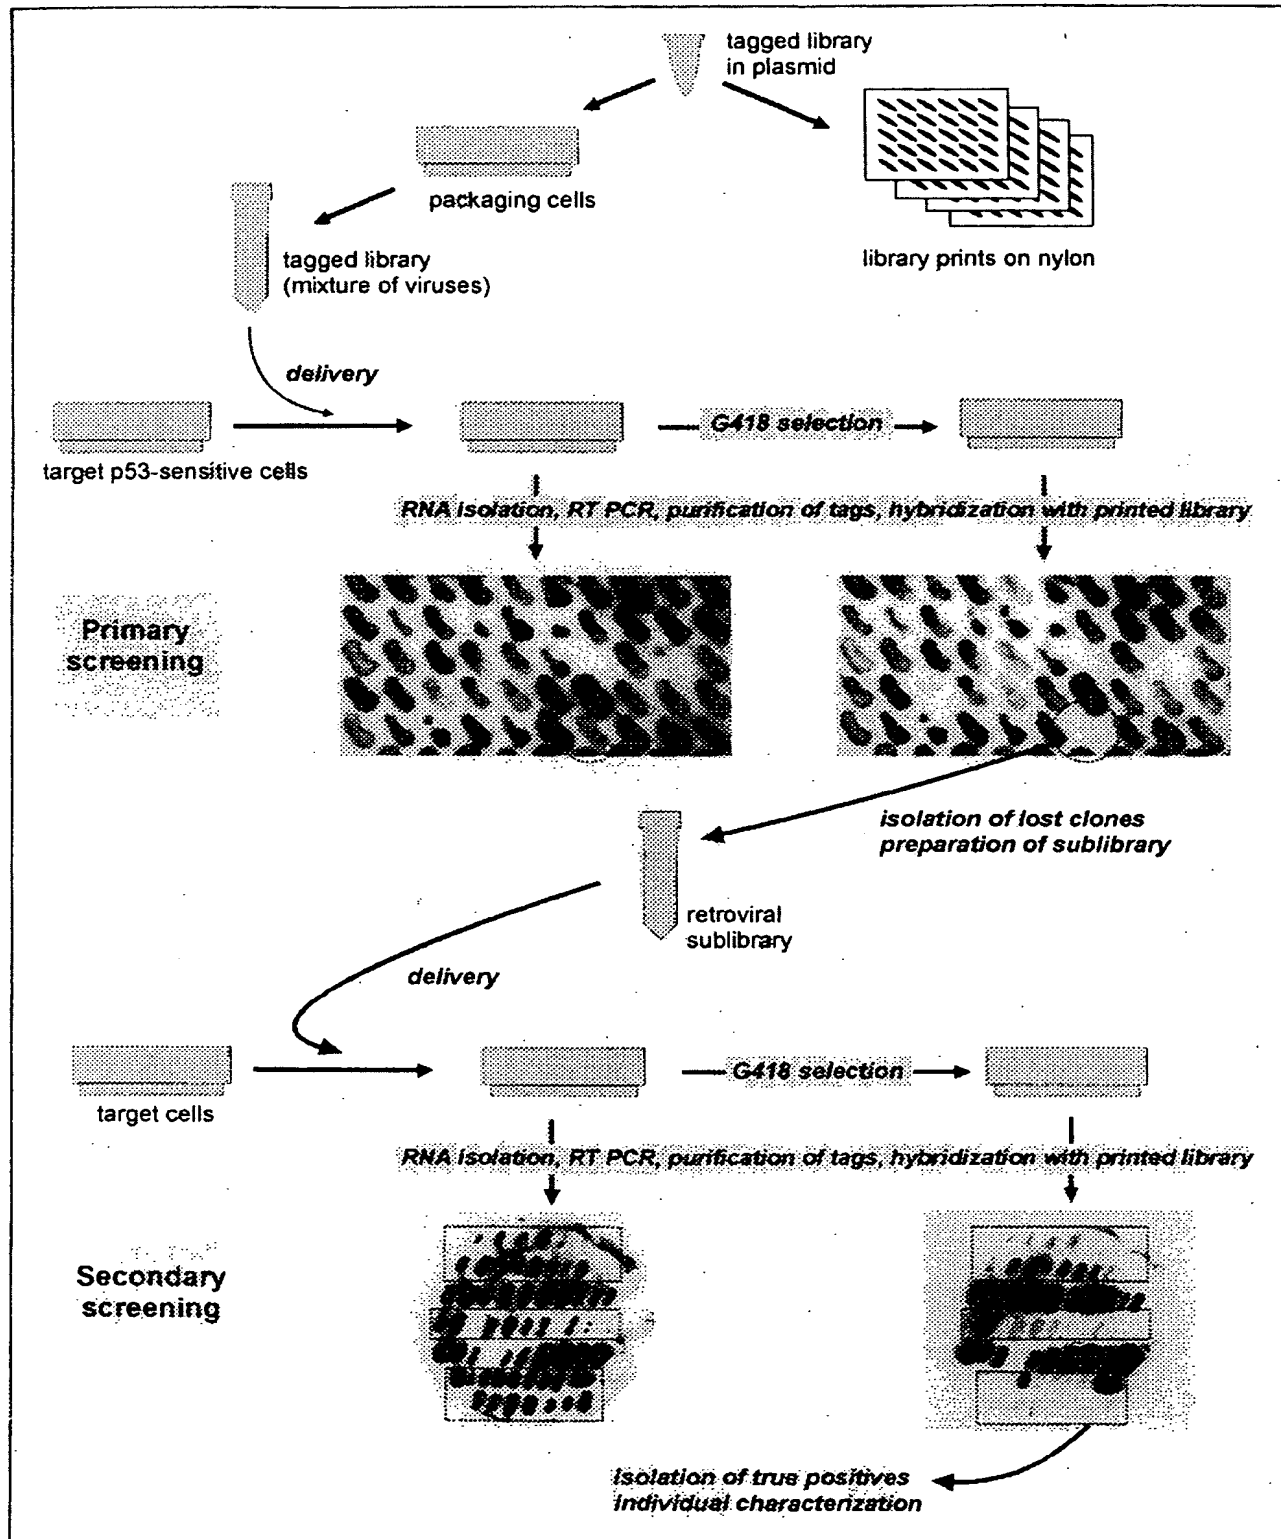 tagged library
in plasmid
packaging cells
library prints on nylon
tagged library
(mixture of viruses)
delivery
G418 selection
target p53-sensitive cells
RNA isolation, RT PCR, purification of tags, hybridization with printed library
Primary
screening
isolation of lost clones
preparation of sublibrary
retroviral
sublibrary
delivery
G418 selection
target cells
RNA isolation, RT PCR, purification of tags, hybridization with printed library
Secondary
screening
isolation of true positives
individual characterization